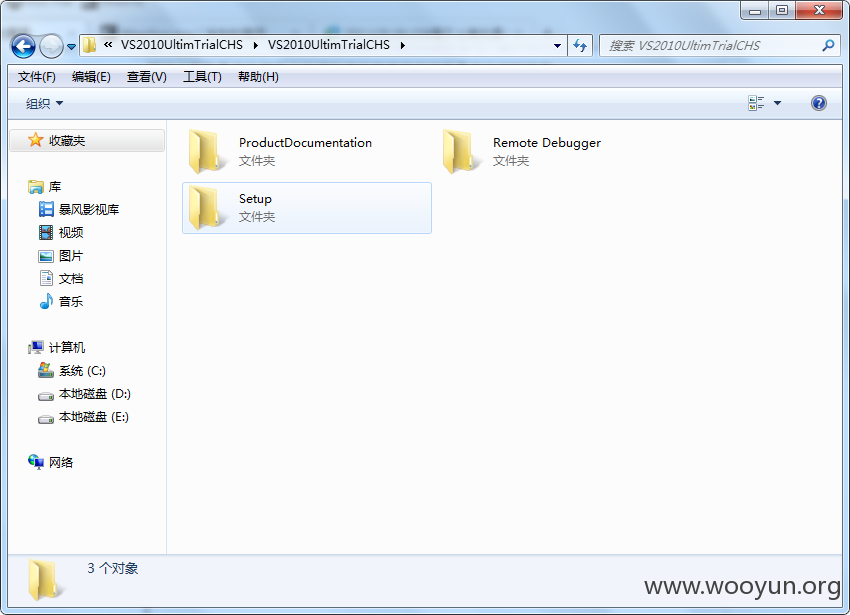 « VS2010UltimTrialCHS ▸ VS2010UltimTrialCHS ▸
搜索 VS2010UltimTrialCHS
文件(F) 编辑(E) 查看(V) 工具(T) 帮助(H)
组织
收藏夹
库
暴风影视库
视频
图片
文档
音乐
计算机
系统 (C:)
本地磁盘 (D:)
本地磁盘 (E:)
网络
ProductDocumentation
文件夹
Remote Debugger
文件夹
Setup
文件夹
3 个对象
www.wooyun.org